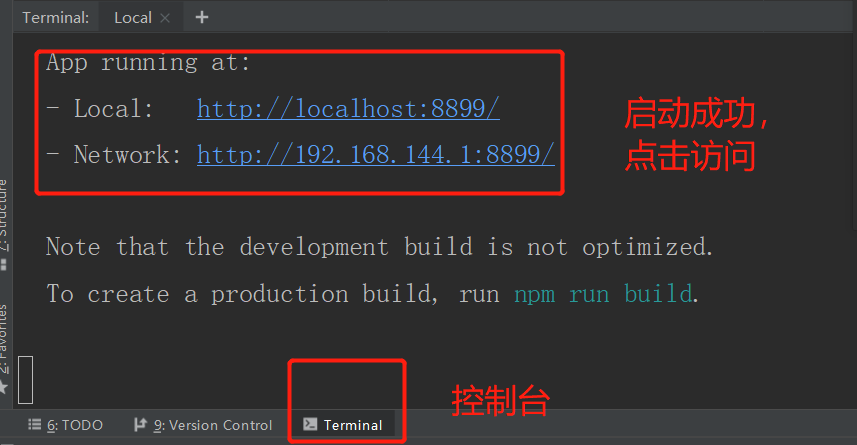 Terminal: Local × +
App running at:
- Local: http://localhost:8899/
- Network: http://192.168.144.1:8899/
启动成功，
点击访问
Note that the development build is not optimized.
To create a production build, run npm run build.
7: Structure
2: Favorites
控制台
6: TODO 9: Version Control Terminal